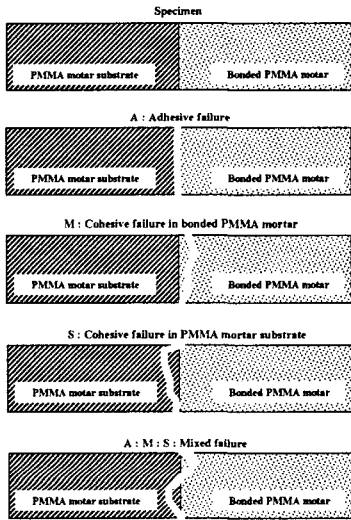 Specimen
PMMA motar substrate Bonded PMMA motar
A : Adhesive failure
PMMA motar substrate Bonded PMMA motar
M : Cohesive failure in bonded PMMA mortar
PMMA motar substrate Bonded PMMA motar
S : Cohesive failure in PMMA mortar substrate
PMMA motar substrate Bonded PMMA motar
A : M : S : Mixed failure
PMMA motar substrate Bonded PMMA motar